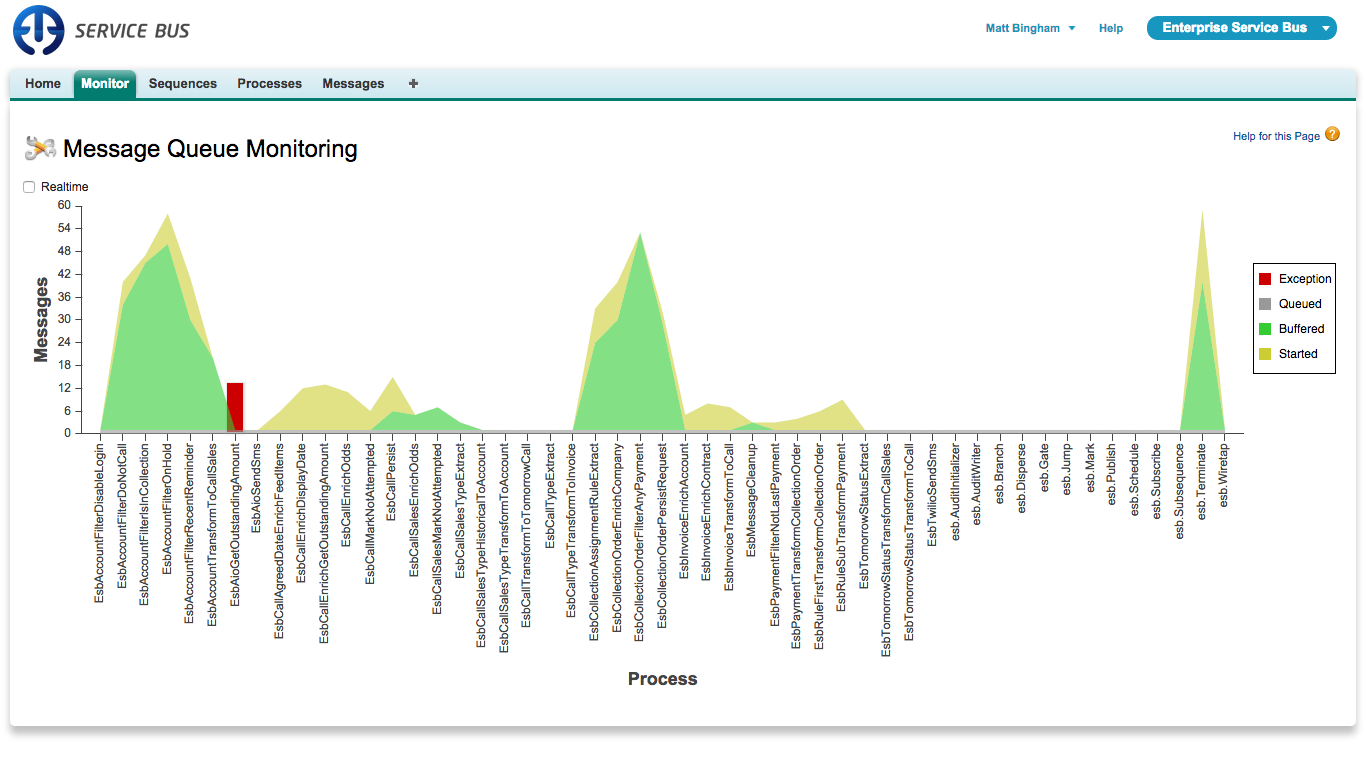 SERVICE BUS
Matt Bingham
Help
Enterprise Service Bus
Home
Monitor
Sequences
Processes
Messages
+
Message Queue Monitoring
Help for this Page
?
Realtime
60
54
48
42
36
30
24
18
12
6
0
Messages
Exception
Queued
Buffered
Started
EsbAccountFilterDisableLogin
EsbAccountFilterDoNotCall
EsbAccountFilterIsInCollection
EsbAccountFilterOnHold
EsbAccountFilterRecentReminder
EsbAccountTransformToCallSales
EsbAioGetOutstandingAmount
EsbAioSendSms
EsbCallAgreedDateEnrichFeedItems
EsbCallEnrichDisplayDate
EsbCallEnrichGetOutstandingAmount
EsbCallEnrichOdds
EsbCallMarkNotAttempted
EsbCallPersist
EsbCallSalesEnrichOdds
EsbCallSalesMarkNotAttempted
EsbCallSalesTypeExtract
EsbCallSalesTypeHistoricalToAccount
EsbCallSalesTypeTransformToAccount
EsbCallTransformToTomorrowCall
EsbCallTypeExtract
EsbCallTypeTransformToInvoice
EsbCollectionAssignmentRuleExtract
EsbCollectionOrderEnrichCompany
EsbCollectionOrderFilterAnyPayment
EsbCollectionOrderPersistRequest
EsbInvoiceEnrichAccount
EsbInvoiceEnrichContract
EsbInvoiceTransformToCall
EsbMessageCleanup
EsbPaymentFilterNotLastPayment
EsbPaymentTransformCollectionOrder
EsbRuleFirstTransformCollectionOrder
EsbRuleSubTransformPayment
EsbTomorrowStatusExtract
EsbTomorrowStatusTransformCallSales
EsbTomorrowStatusTransformToCall
EsbTwilioSendSms
esb.AuditInitializer
esb.AuditWriter
esb.Branch
esb.Disperse
esb.Gate
esb.Jump
esb.Mark
esb.Publish
esb.Schedule
esb.Subscribe
esb.Subsequence
esb.Terminate
esb.Wiretap
Process